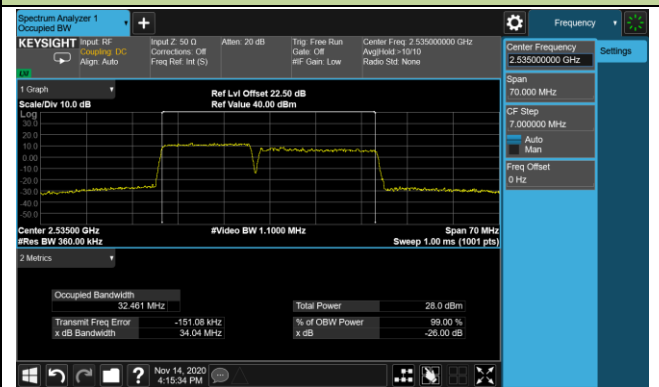 Spectrum Analyzer 1
Occupied BW
Frequency
KEYSIGHT
Input: RF
Coupling: DC
Align: Auto
Input Z: 50 Ω
Corrections: Off
Freq Ref: Int (S)
Atten: 20 dB
Trig: Free Run
Gate: Off
#IF Gain: Low
Center Freq: 2.535000000 GHz
Avg|Hold:>10/10
Radio Std: None
Center Frequency
2.535000000 GHz
Settings
Span
70.000 MHz
CF Step
7.000000 MHz
Auto
Man
Freq Offset
0 Hz
1 Graph
Scale/Div 10.0 dB
Ref Lvl Offset 22.50 dB
Ref Value 40.00 dBm
Log
30.0
20.0
10.0
0.00
-10.0
-20.0
-30.0
-40.0
-50.0
Center 2.53500 GHz
#Res BW 360.00 kHz
#Video BW 1.1000 MHz
Span 70 MHz
Sweep 1.00 ms (1001 pts)
2 Metrics
Occupied Bandwidth
32.461 MHz
Total Power 28.0 dBm
Transmit Freq Error -151.08 kHz
% of OBW Power 99.00 %
x dB Bandwidth 34.04 MHz
x dB -26.00 dB
Nov 14, 2020
4:15:34 PM